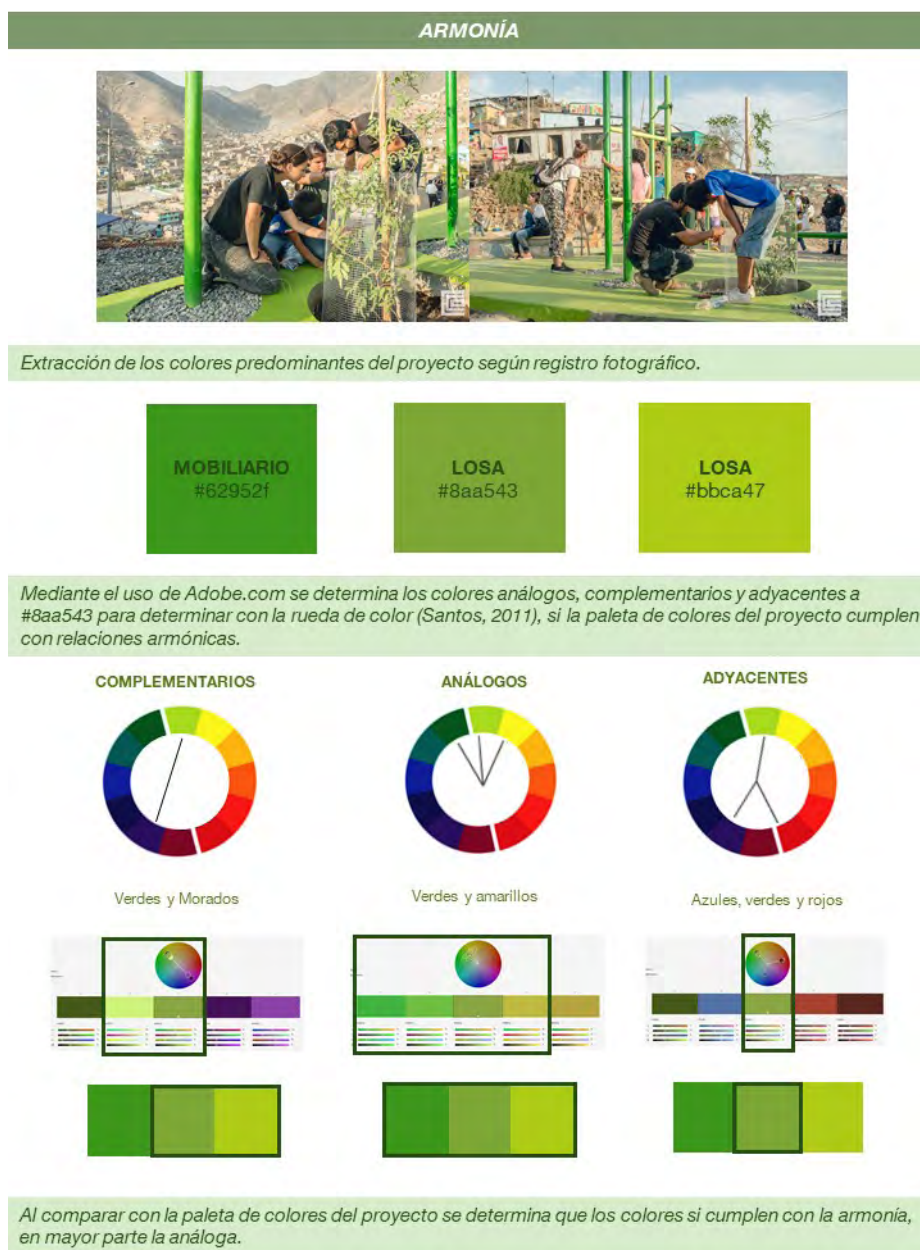 ARMONÍA
Extracción de los colores predominantes del proyecto según registro fotográfico.
MOBILIARIO
#62952f
LOSA
#8aa543
LOSA
#bbca47
Mediante el uso de Adobe.com se determina los colores análogos, complementarios y adyacentes a
#8aa543 para determinar con la rueda de color (Santos, 2011), si la paleta de colores del proyecto cumplen
con relaciones armónicas.
COMPLEMENTARIOS
ANÁLOGOS
ADYACENTES
Verdes y Morados
Verdes y amarillos
Azules, verdes y rojos
Al comparar con la paleta de colores del proyecto se determina que los colores si cumplen con la armonía,
en mayor parte la análoga.